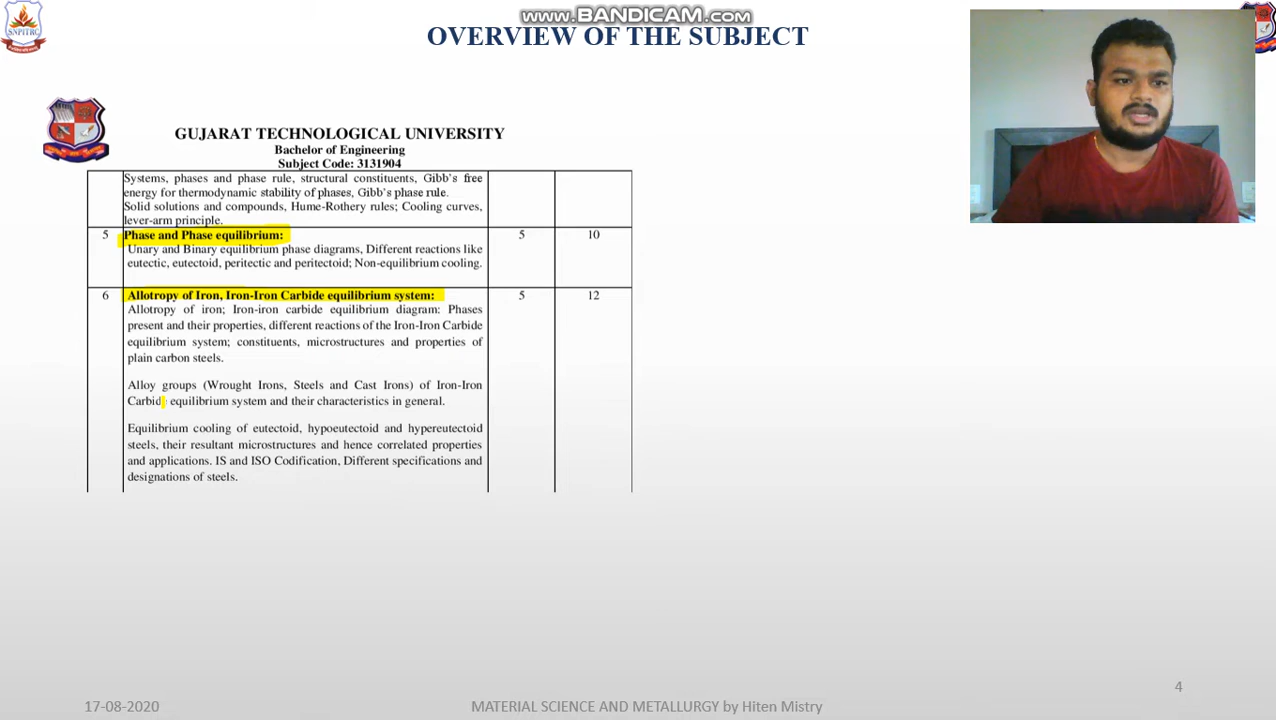 www.BANDICAM.com
SNPITRC
OVERVIEW OF THE SUBJECT
GUJARAT TECHNOLOGICAL UNIVERSITY
Bachelor of Engineering
Subject Code: 3131904
Systems, phases and phase rule, structural constituents, Gibb's free
energy for thermodynamic stability of phases, Gibb's phase rule.
Solid solutions and compounds, Hume-Rothery rules; Cooling curves,
lever-arm principle.
5 Phase and Phase equilibrium: 5 10
Unary and Binary equilibrium phase diagrams, Different reactions like
eutectic, eutectoid, peritectic and peritectoid; Non-equilibrium cooling.
6 Allotropy of Iron, Iron-Iron Carbide equilibrium system: 5 12
Allotropy of iron; Iron-iron carbide equilibrium diagram: Phases
present and their properties, different reactions of the Iron-Iron Carbide
equilibrium system; constituents, microstructures and properties of
plain carbon steels.
Alloy groups (Wrought Irons, Steels and Cast Irons) of Iron-Iron
Carbide equilibrium system and their characteristics in general.
Equilibrium cooling of eutectoid, hypoeutectoid and hypereutectoid
steels, their resultant microstructures and hence correlated properties
and applications. IS and ISO Codification, Different specifications and
designations of steels.
4
17-08-2020 MATERIAL SCIENCE AND METALLURGY by Hiten Mistry